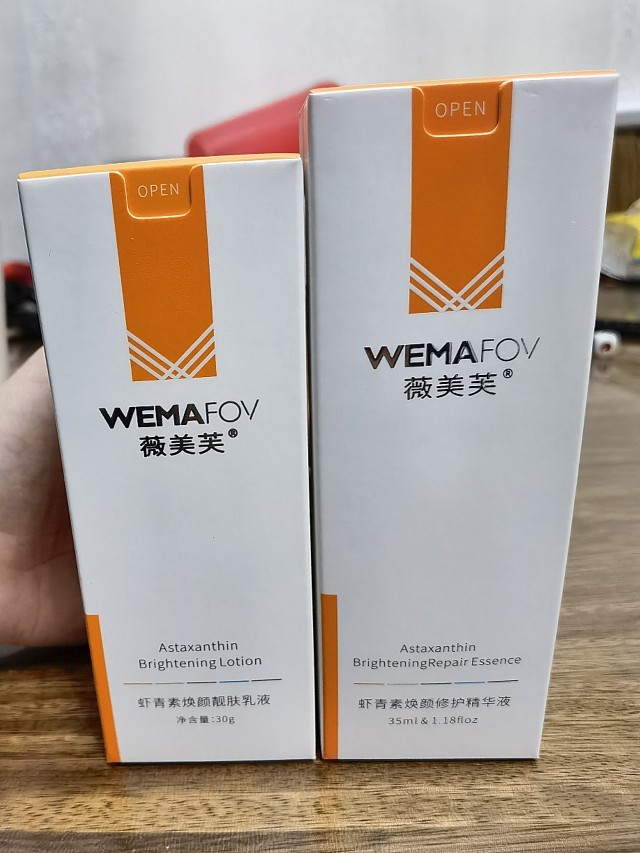 OPEN
WEMAFOV
薇美芙®
Astaxanthin
Brightening Lotion
虾青素焕颜靓肤乳液
净含量:30g
OPEN
WEMAFOV
薇美芙®
Astaxanthin
BrighteningRepair Essence
虾青素焕颜修护精华液
35ml & 1.18floz